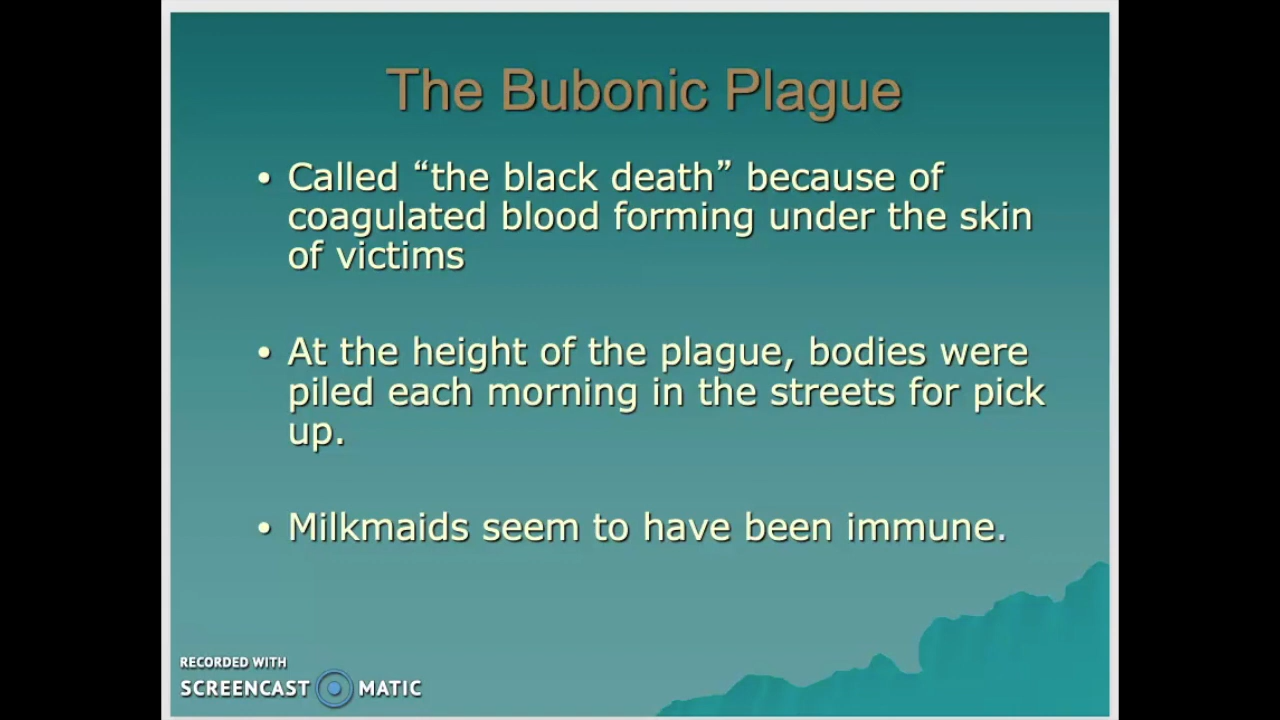 The Bubonic Plague
• Called “the black death” because of
coagulated blood forming under the skin
of victims
• At the height of the plague, bodies were
piled each morning in the streets for pick
up.
• Milkmaids seem to have been immune.
RECORDED WITH
SCREENCAST MATIC